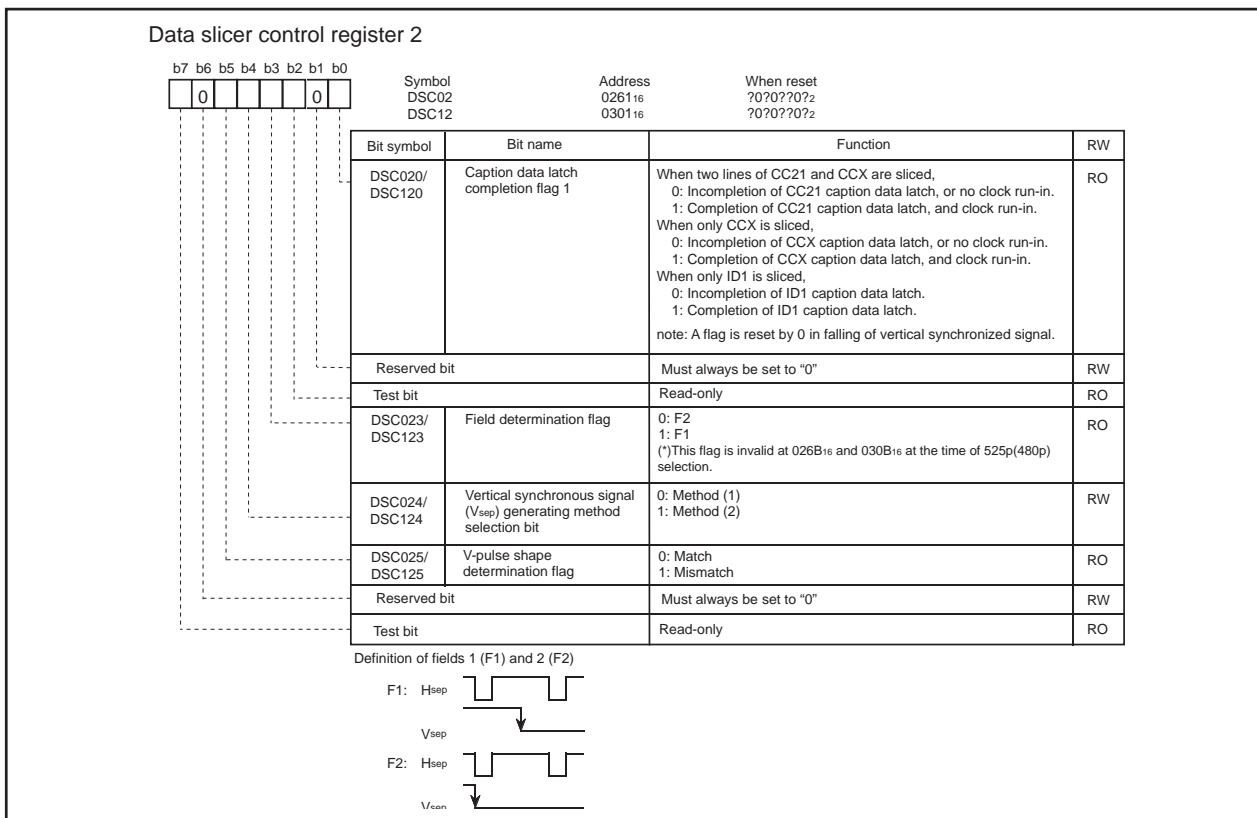 Data slicer control register 2
b7 b6 b5 b4 b3 b2 b1 b0
0 0
Symbol Address When reset
DSC02 026116 ?0?0??0?2
DSC12 030116 ?0?0??0?2
Bit symbol Bit name Function RW
DSC020/
DSC120
Caption data latch
completion flag 1
When two lines of CC21 and CCX are sliced,
0: Incompletion of CC21 caption data latch, or no clock run-in.
1: Completion of CC21 caption data latch, and clock run-in.
When only CCX is sliced,
0: Incompletion of CCX caption data latch, or no clock run-in.
1: Completion of CCX caption data latch, and clock run-in.
When only ID1 is sliced,
0: Incompletion of ID1 caption data latch.
1: Completion of ID1 caption data latch.
note: A flag is reset by 0 in falling of vertical synchronized signal.
RO
Reserved bit Must always be set to “0” RW
Test bit Read-only RO
DSC023/
DSC123
Field determination flag
0: F2
1: F1
(*)This flag is invalid at 026B16 and 030B16 at the time of 525p(480p)
selection.
RO
DSC024/
DSC124
Vertical synchronous signal
(Vsep) generating method
selection bit
0: Method (1)
1: Method (2)
RW
DSC025/
DSC125
V-pulse shape
determination flag
0: Match
1: Mismatch
RO
Reserved bit Must always be set to “0” RW
Test bit Read-only RO
Definition of fields 1 (F1) and 2 (F2)
F1: Hsep
Vsep
F2: Hsep
Vsep